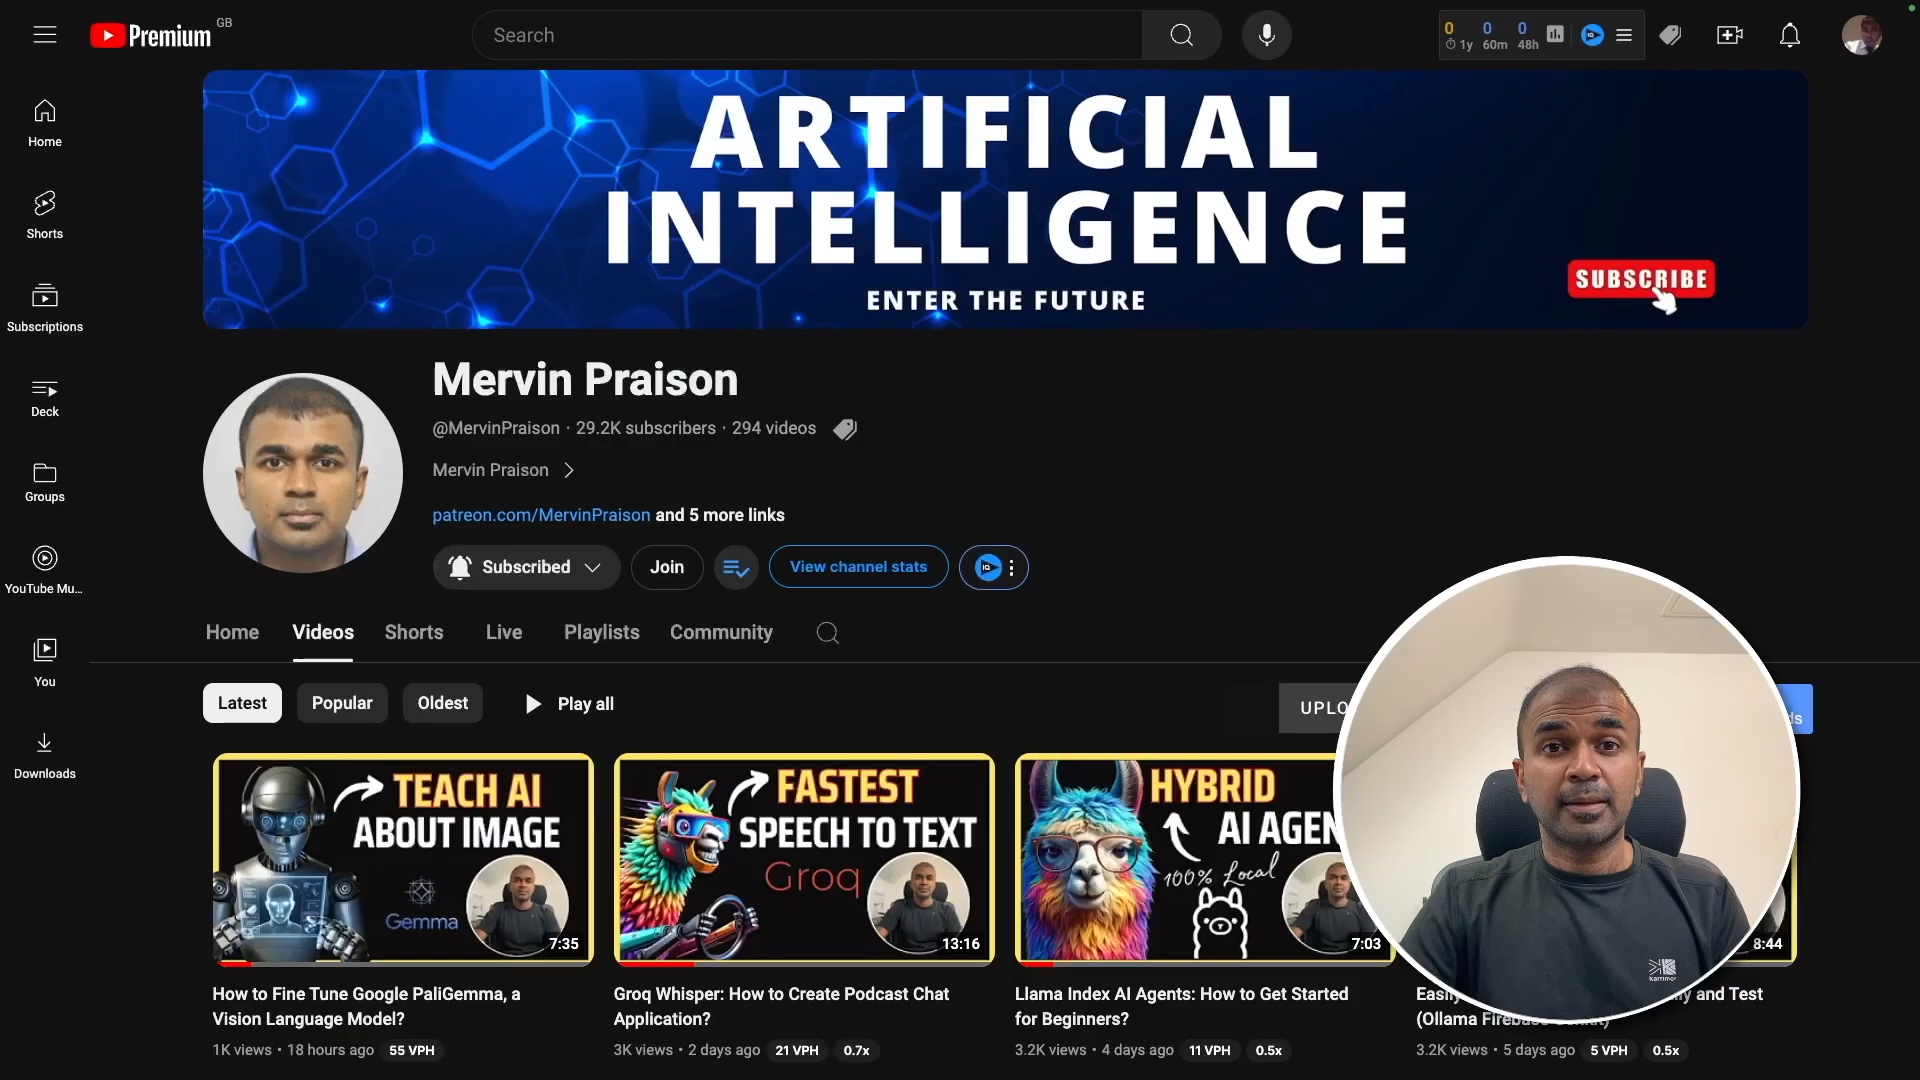 Premium GB
Search
0 0 0
1y 60m 48h
Home
Shorts
Subscriptions
Deck
Groups
YouTube Mu...
You
Downloads
ARTIFICIAL
INTELLIGENCE
ENTER THE FUTURE
SUBSCRIBE
Mervin Praison
@MervinPraison · 29.2K subscribers · 294 videos
Mervin Praison
patreon.com/MervinPraison and 5 more links
Subscribed Join View channel stats IQ
Home Videos Shorts Live Playlists Community
Latest Popular Oldest Play all UPLO
TEACH AI
ABOUT IMAGE
Gemma
7:35
FASTEST
SPEECH TO TEXT
Groq
13:16
HYBRID
AI AGEN
100% Local
7:03
8:44
How to Fine Tune Google PaliGemma, a
Vision Language Model?
1K views • 18 hours ago 55 VPH
Groq Whisper: How to Create Podcast Chat
Application?
3K views • 2 days ago 21 VPH 0.7x
Llama Index AI Agents: How to Get Started
for Beginners?
3.2K views • 4 days ago 11 VPH 0.5x
and Test
(Ollama
3.2K views • 5 days ago 5 VPH 0.5x